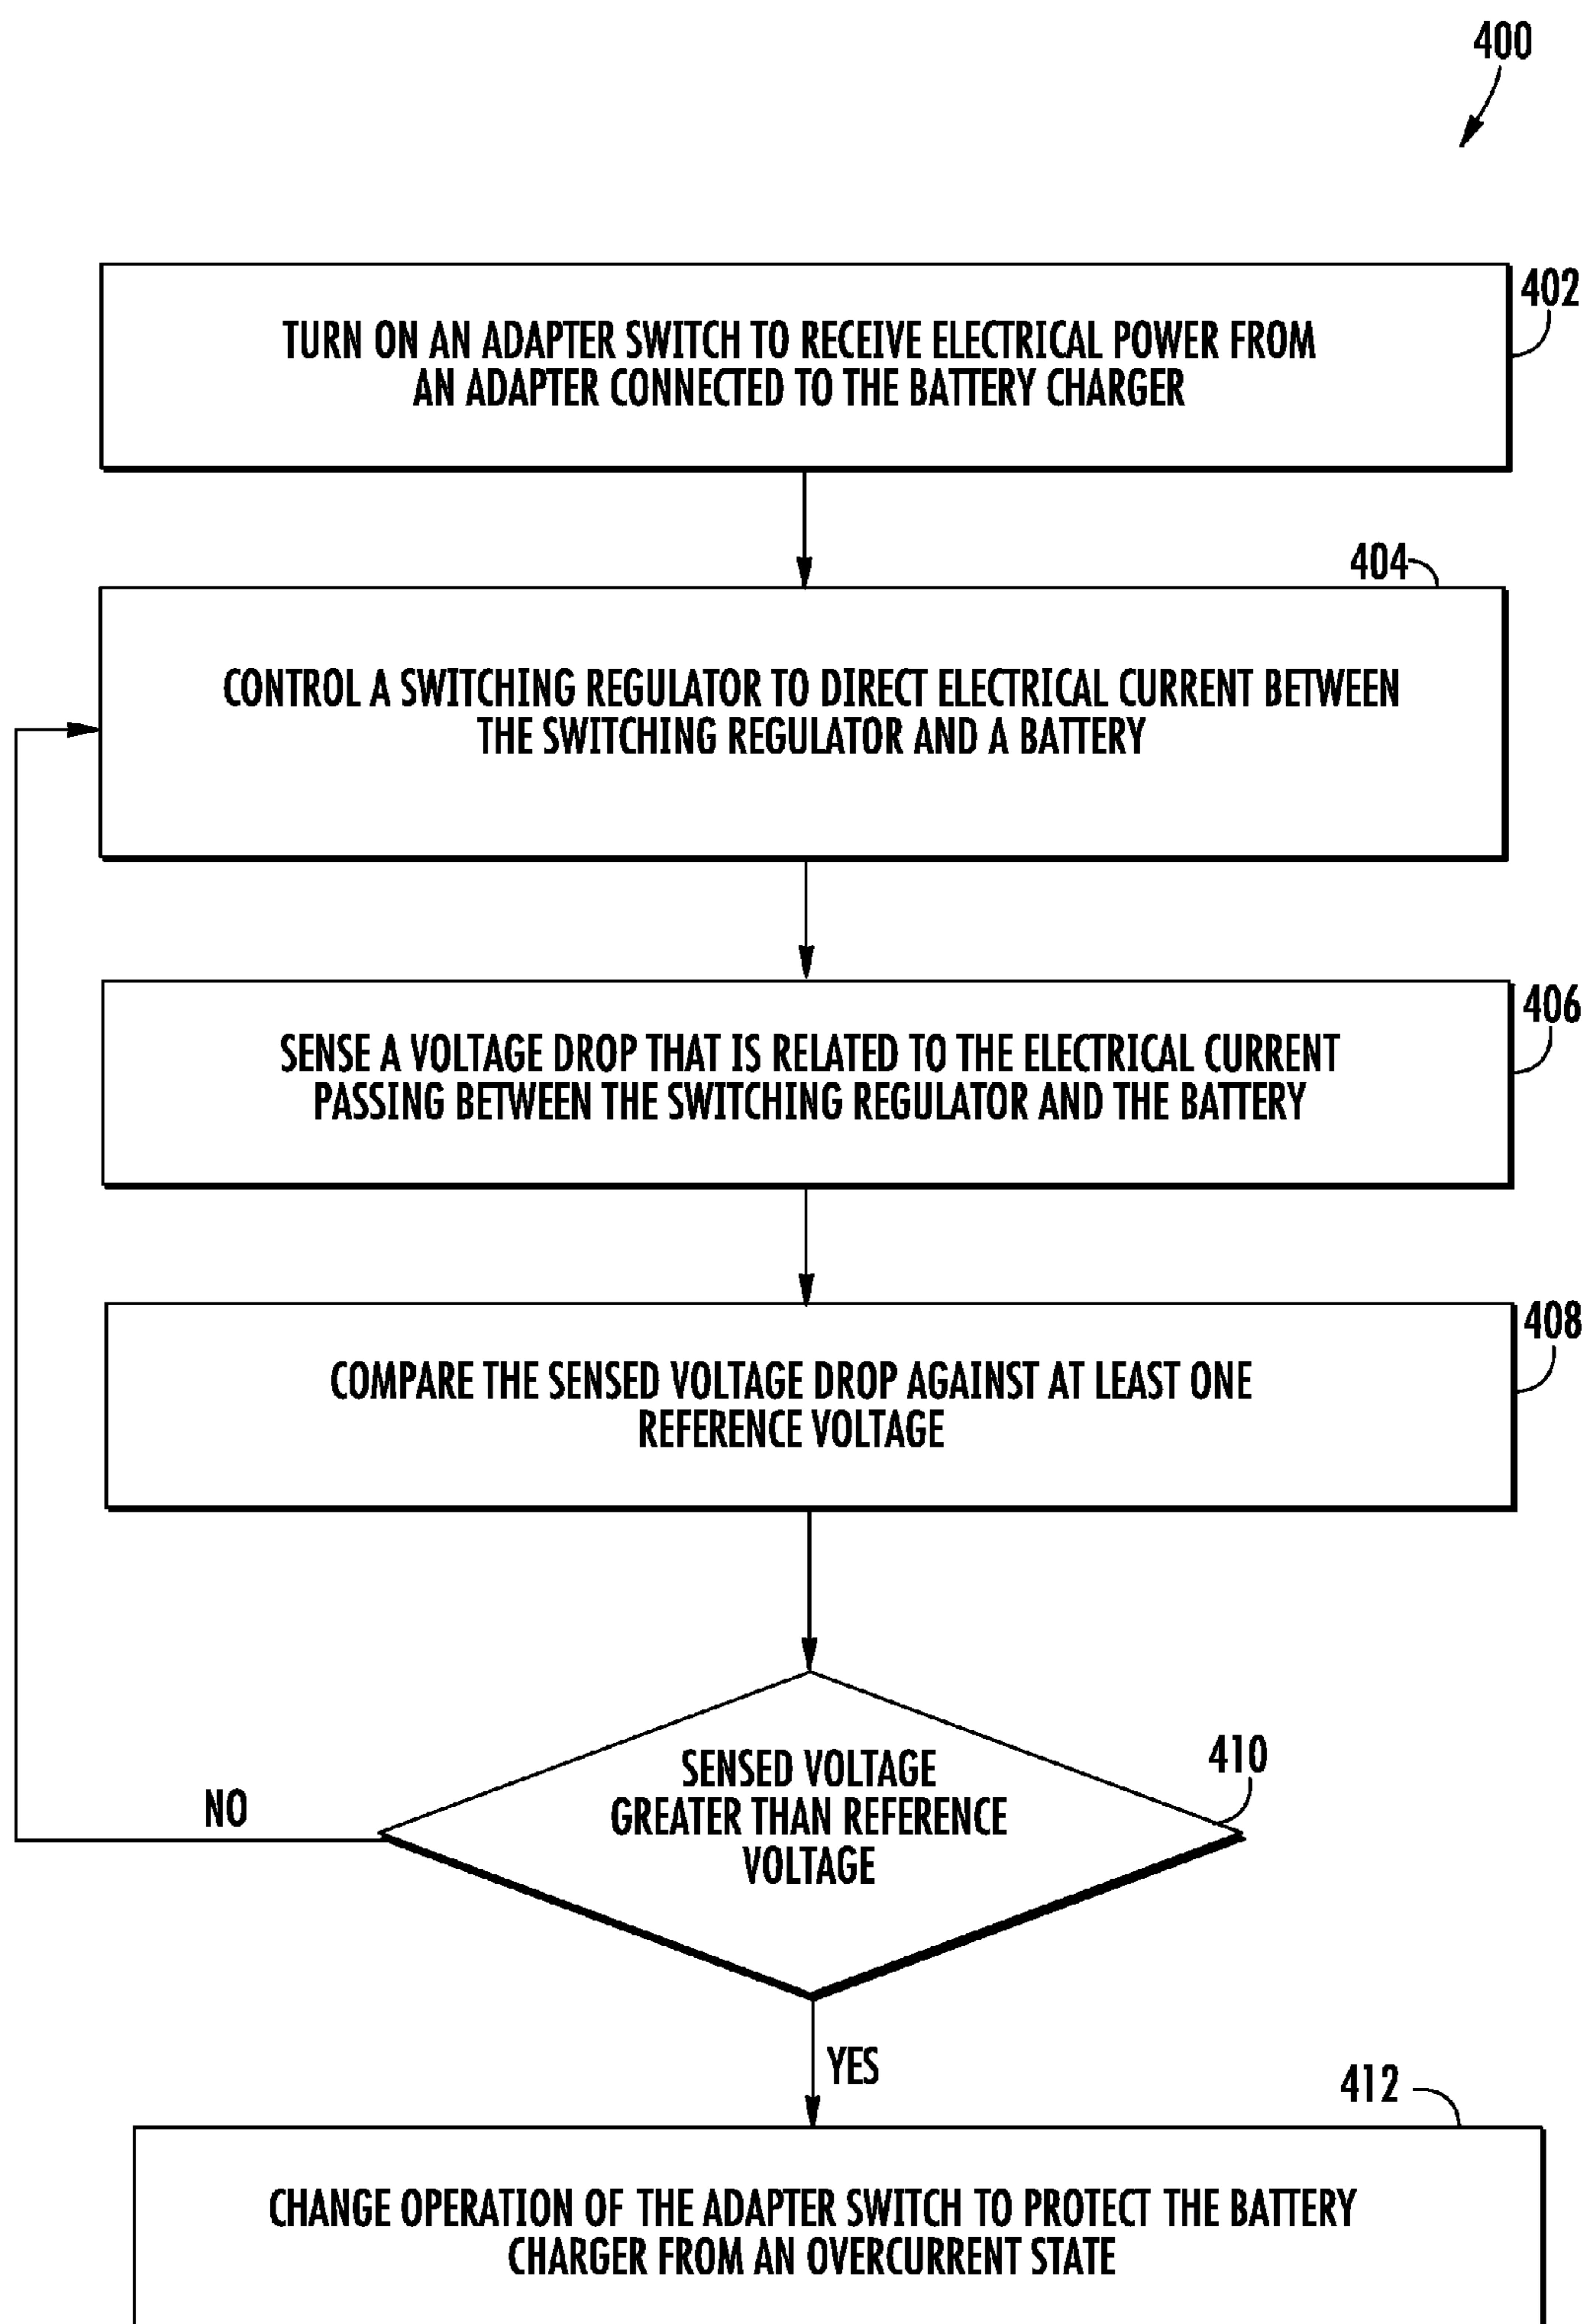 400
402
TURN ON AN ADAPTER SWITCH TO RECEIVE ELECTRICAL POWER FROM
AN ADAPTER CONNECTED TO THE BATTERY CHARGER
404
CONTROL A SWITCHING REGULATOR TO DIRECT ELECTRICAL CURRENT BETWEEN
THE SWITCHING REGULATOR AND A BATTERY
406
SENSE A VOLTAGE DROP THAT IS RELATED TO THE ELECTRICAL CURRENT
PASSING BETWEEN THE SWITCHING REGULATOR AND THE BATTERY
408
COMPARE THE SENSED VOLTAGE DROP AGAINST AT LEAST ONE
REFERENCE VOLTAGE
410
SENSED VOLTAGE
GREATER THAN REFERENCE
VOLTAGE
NO
YES
412
CHANGE OPERATION OF THE ADAPTER SWITCH TO PROTECT THE BATTERY
CHARGER FROM AN OVERCURRENT STATE